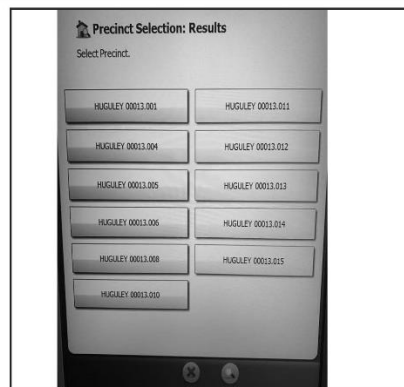 Precinct Selection: Results
Select Precinct.
HUGULEY 00013.001
HUGULEY 00013.011
HUGULEY 00013.004
HUGULEY 00013.012
HUGULEY 00013.005
HUGULEY 00013.013
HUGULEY 00013.006
HUGULEY 00013.014
HUGULEY 00013.008
HUGULEY 00013.015
HUGULEY 00013.010